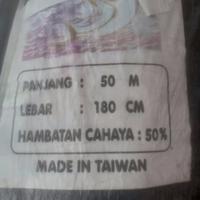 PANJANG : 50 M
LEBAR : 180 CM
HAMBATAN CAHAYA : 50%
MADE IN TAIWAN